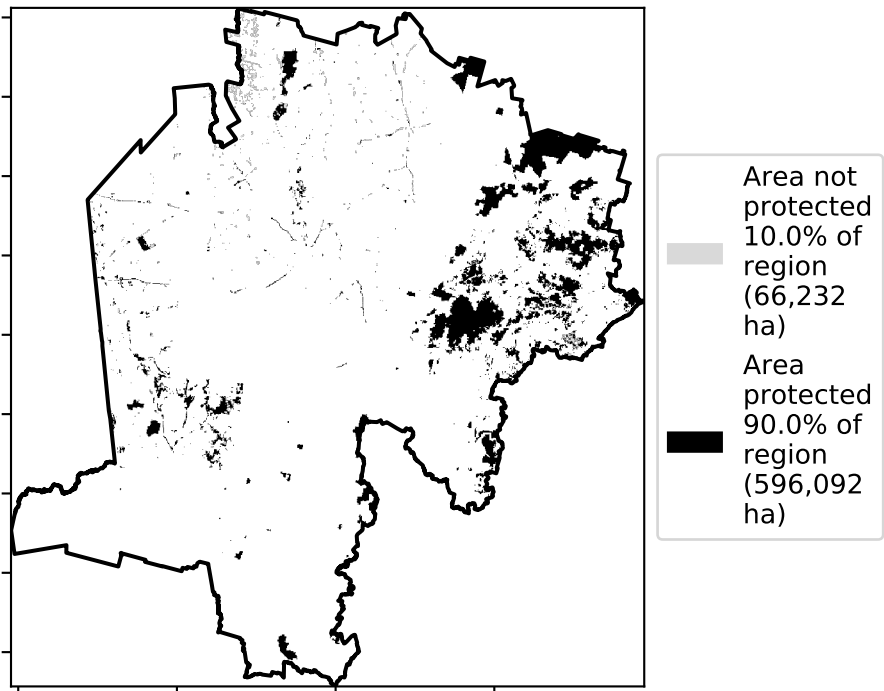 Area not
protected
10.0% of
region
(66,232
ha)
Area
protected
90.0% of
region
(596,092
ha)